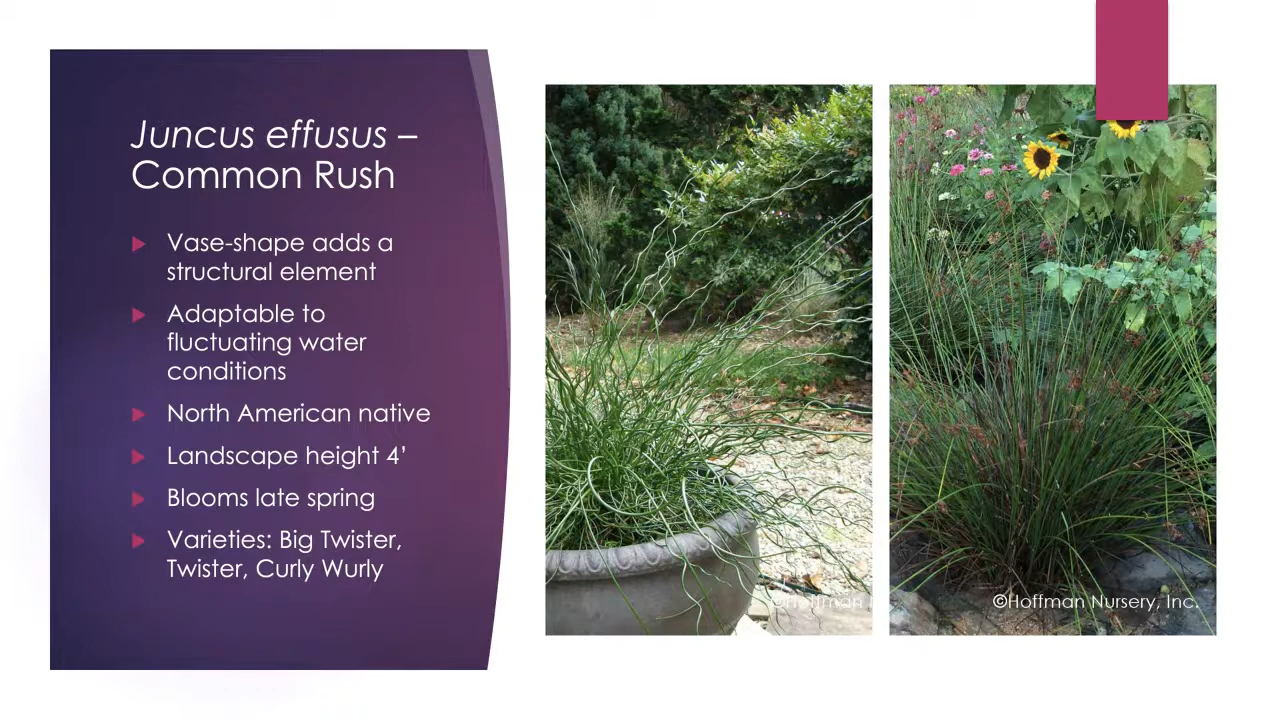 Juncus effusus –
Common Rush
Vase-shape adds a
structural element
Adaptable to
fluctuating water
conditions
North American native
Landscape height 4’
Blooms late spring
Varieties: Big Twister,
Twister, Curly Wurly
©Hoffman
©Hoffman Nursery, Inc.